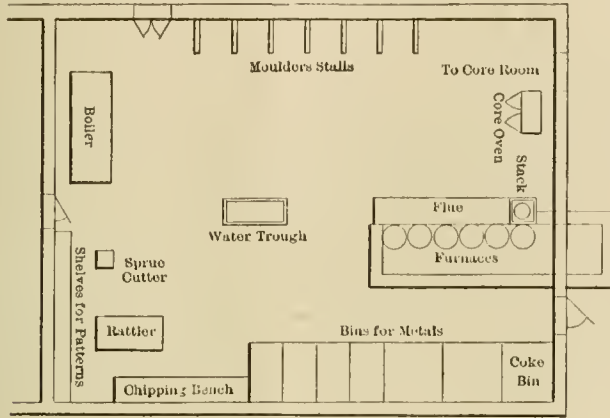 Moulders Stalls
To Core Room
Boiler
Core Oven
Stack
Flue
Water Trough
Furnaces
Shelves for Patterns
Sprue
Cutter
Rattler
Bins for Metals
Chipping Bench
Coke
Bin